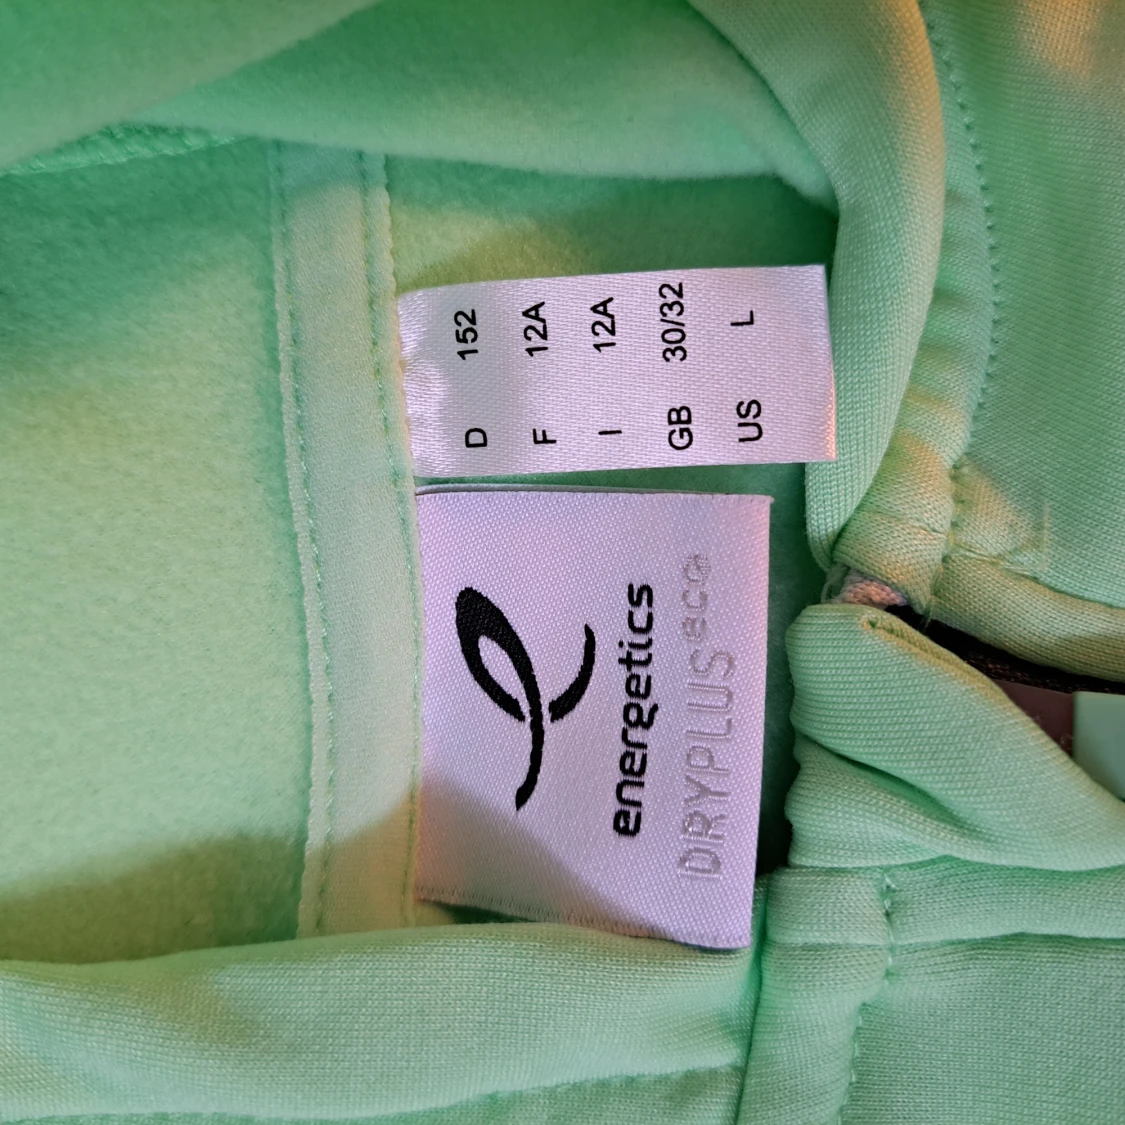 D 152
F 12A
I 12A
GB 30/32
US L
energetics
DRYPLUS eco